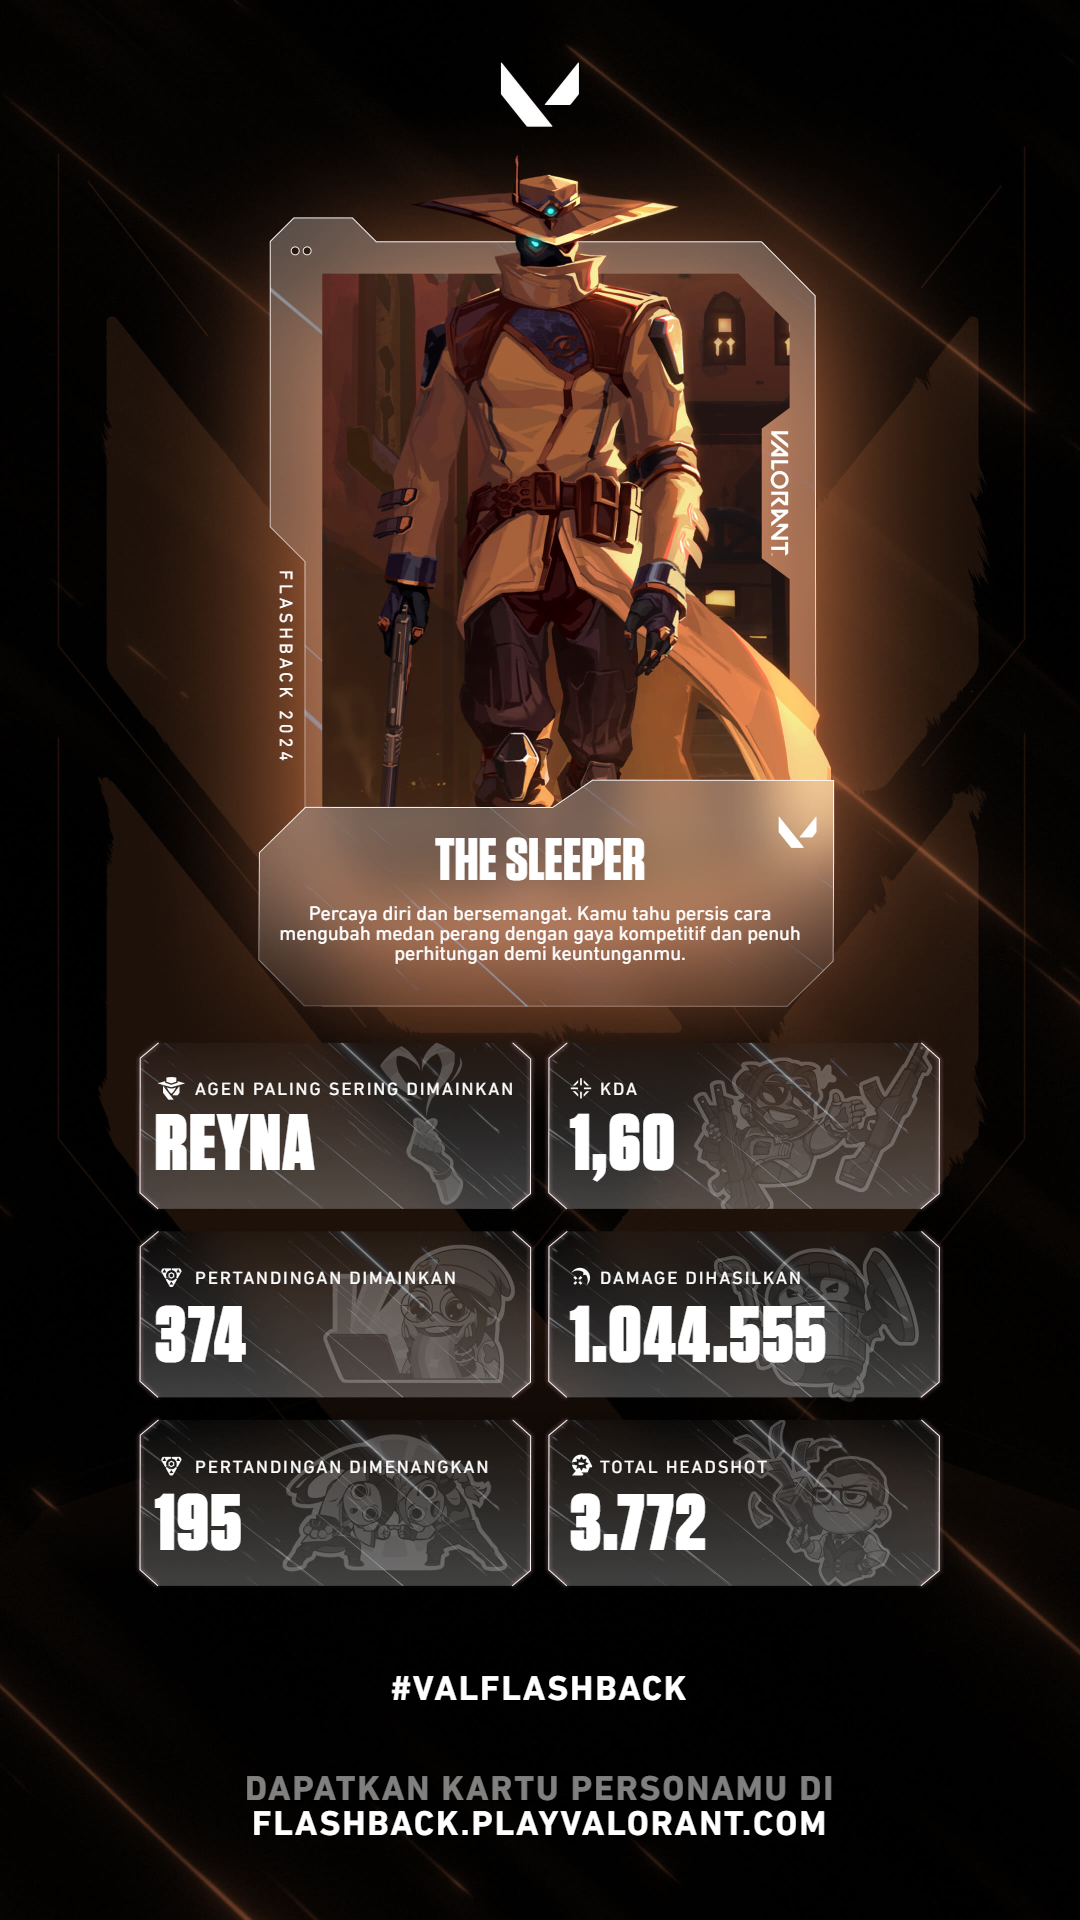 VALORANT
FLASHBACK 2024
THE SLEEPER
Percaya diri dan bersemangat. Kamu tahu persis cara
mengubah medan perang dengan gaya kompetitif dan penuh
perhitungan demi keuntunganmu.
AGEN PALING SERING DIMAINKAN
REYNA
KDA
1,60
PERTANDINGAN DIMAINKAN
374
DAMAGE DIHASILKAN
1.044.555
PERTANDINGAN DIMENANGKAN
195
TOTAL HEADSHOT
3.772
#VALFLASHBACK
DAPATKAN KARTU PERSONAMU DI
FLASHBACK.PLAYVALORANT.COM